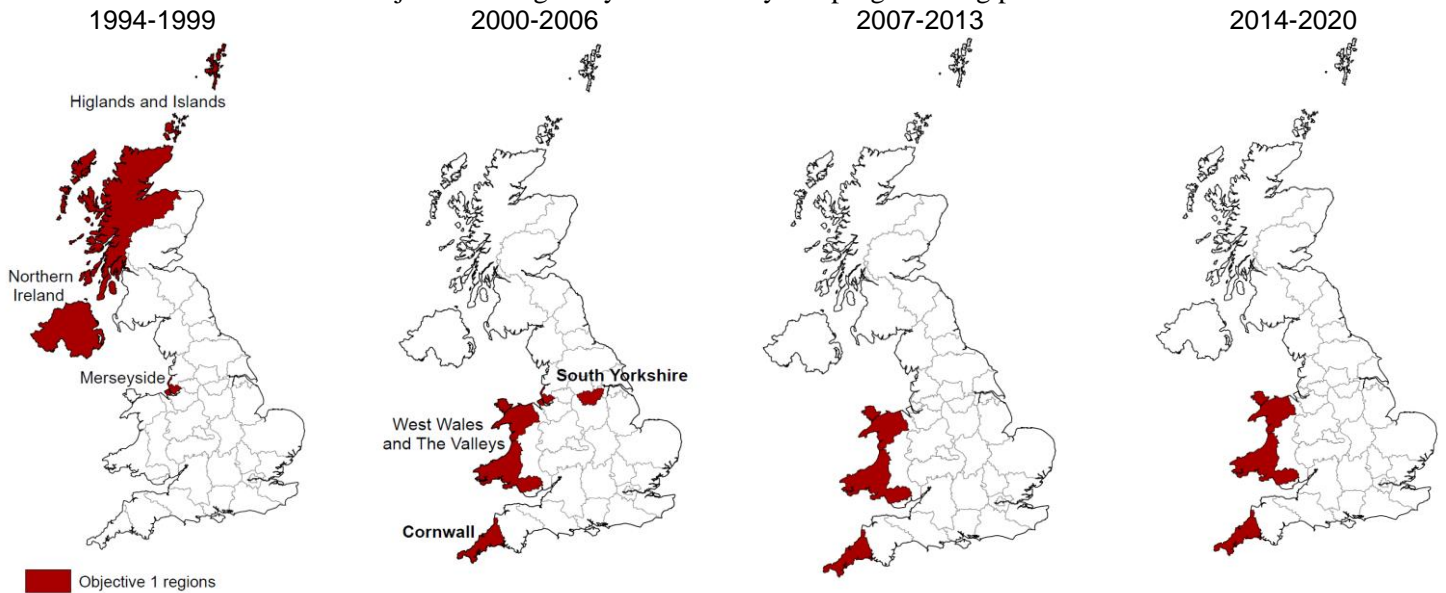 1994-1999
2000-2006
2007-2013
2014-2020
Higlands and Islands
Northern
Ireland
Merseyside
South Yorkshire
West Wales
and The Valleys
Cornwall
Objective 1 regions